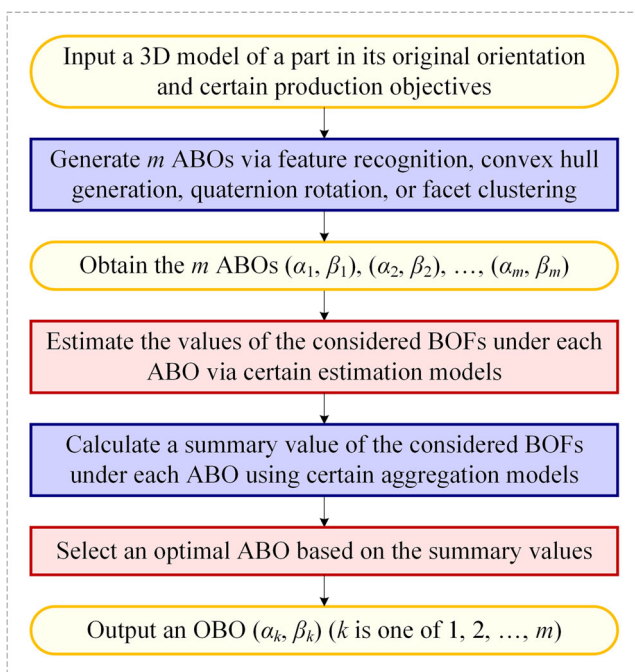 Input a 3D model of a part in its original orientation
and certain production objectives
Generate m ABOs via feature recognition, convex hull
generation, quaternion rotation, or facet clustering
Obtain the m ABOs (α₁, β₁), (α₂, β₂), …, (αₘ, βₘ)
Estimate the values of the considered BOFs under each
ABO via certain estimation models
Calculate a summary value of the considered BOFs
under each ABO using certain aggregation models
Select an optimal ABO based on the summary values
Output an OBO (αₖ, βₖ) (k is one of 1, 2, …, m)